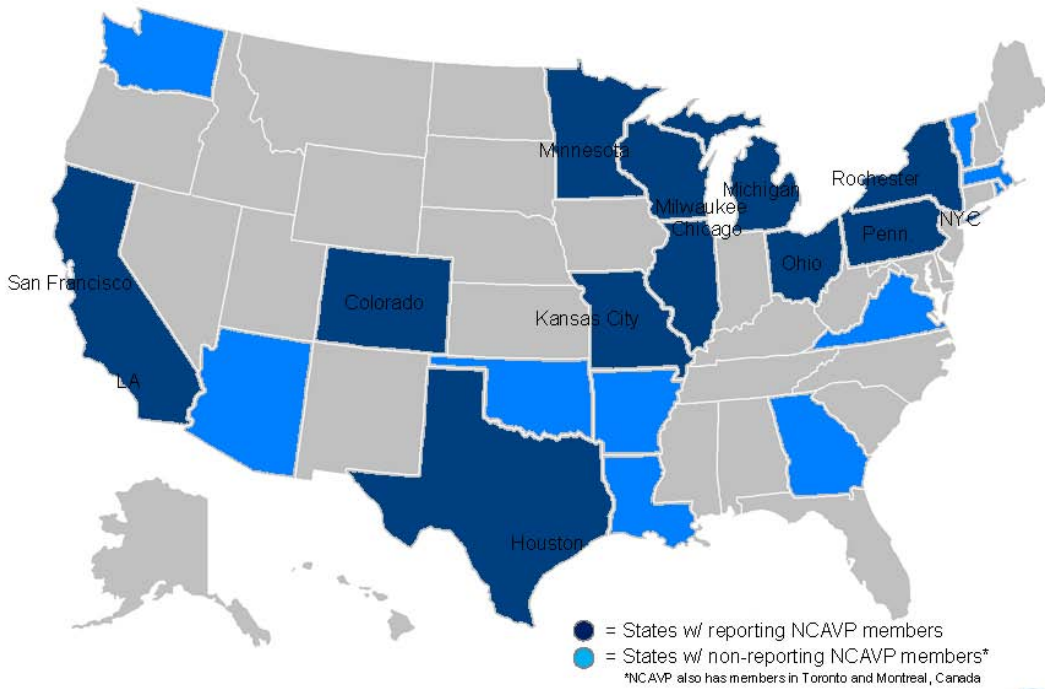 Minnesota
Michigan
Rochester
Milwaukee
NYC
Chicago
Penn.
Ohio
San Francisco
Colorado
Kansas City
LA
Houston
= States w/ reporting NCAVP members
= States w/ non-reporting NCAVP members*
*NCAVP also has members in Toronto and Montreal, Canada